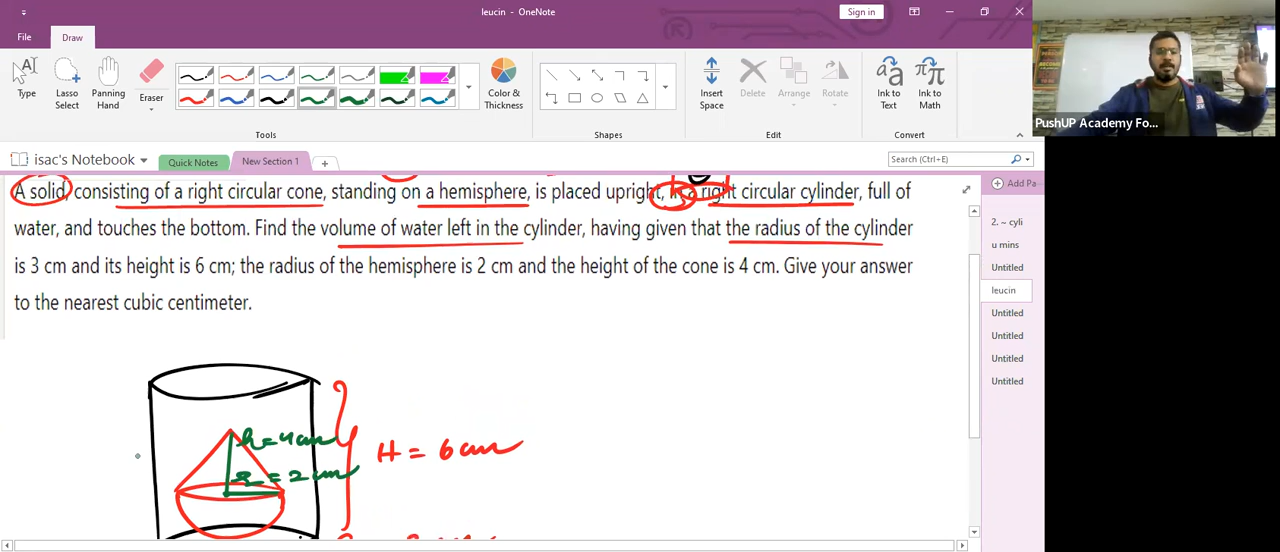 leucin - OneNote
Sign in
File
Draw
Type
Lasso Select
Panning Hand
Eraser
Color & Thickness
Insert Space
Delete
Arrange
Rotate
Ink to Text
Ink to Math
Tools
Shapes
Edit
Convert
PushUP Academy Fo...
isac's Notebook
Quick Notes
New Section 1
Search (Ctrl+E)
Add Pa
A solid, consisting of a right circular cone, standing on a hemisphere, is placed upright, in a right circular cylinder, full of
water, and touches the bottom. Find the volume of water left in the cylinder, having given that the radius of the cylinder
is 3 cm and its height is 6 cm; the radius of the hemisphere is 2 cm and the height of the cone is 4 cm. Give your answer
to the nearest cubic centimeter.
2. ~ cyli
u mins
Untitled
leucin
Untitled
Untitled
Untitled
Untitled
h = 4 cm
H = 6 cm
r = 2 cm